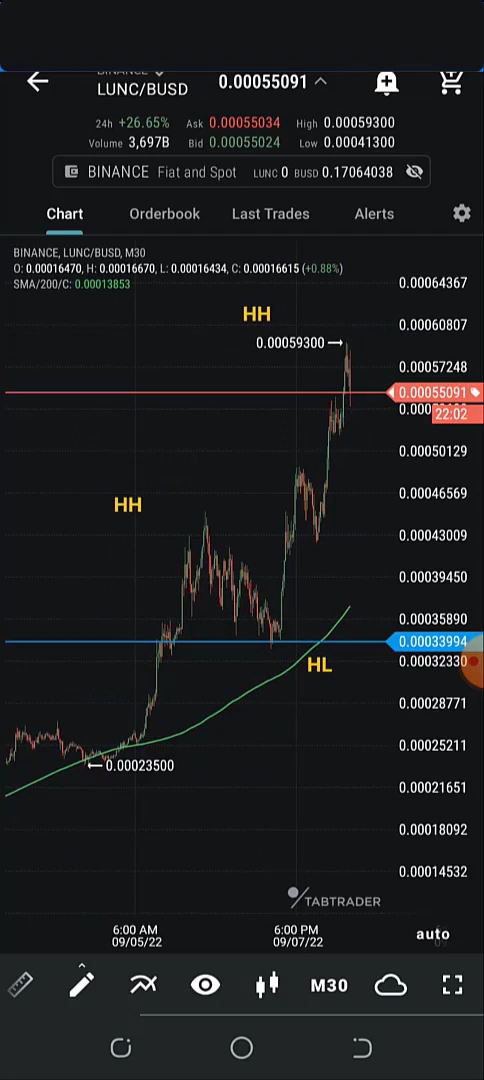 LUNC/BUSD 0.00055091
24h +26.65% Ask 0.00055034 High 0.00059300
Volume 3,697B Bid 0.00055024 Low 0.00041300
BINANCE Fiat and Spot LUNC 0 BUSD 0.17064038
Chart Orderbook Last Trades Alerts
BINANCE, LUNC/BUSD, M30
O: 0.00016470, H: 0.00016670, L: 0.00016434, C: 0.00016615 (+0.88%)
SMA/200/C: 0.00013853
0.00064367
HH
0.00060807
0.00059300
0.00057248
0.00055091
22:02
0.00050129
0.00046569
HH
0.00043009
0.00039450
0.00035890
0.00033994
0.00032330
HL
0.00028771
0.00025211
0.00023500
0.00021651
0.00018092
0.00014532
TABTRADER
6:00 AM 6:00 PM auto
09/05/22 09/07/22
M30